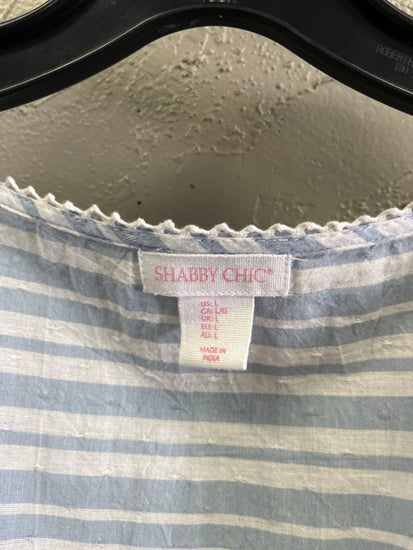 SHABBY CHIC®
US: L
CA: L/G
UK: L
EU: L
AU: L
MADE IN
INDIA